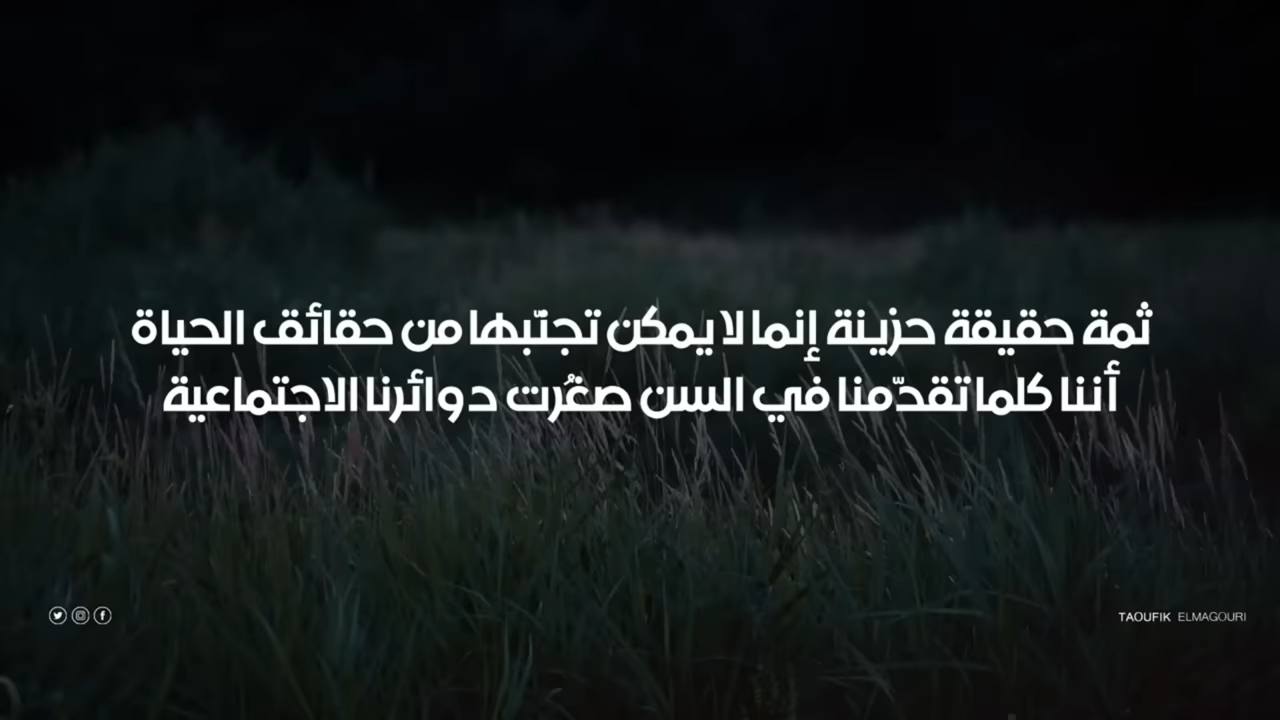 ثمة حقيقة حزينة إنما لا يمكن تجنّبها من حقائق الحياة
أننا كلما تقدّمنا في السن صغُرت دوائرنا الاجتماعية
TAOUFIK ELMAGOURI